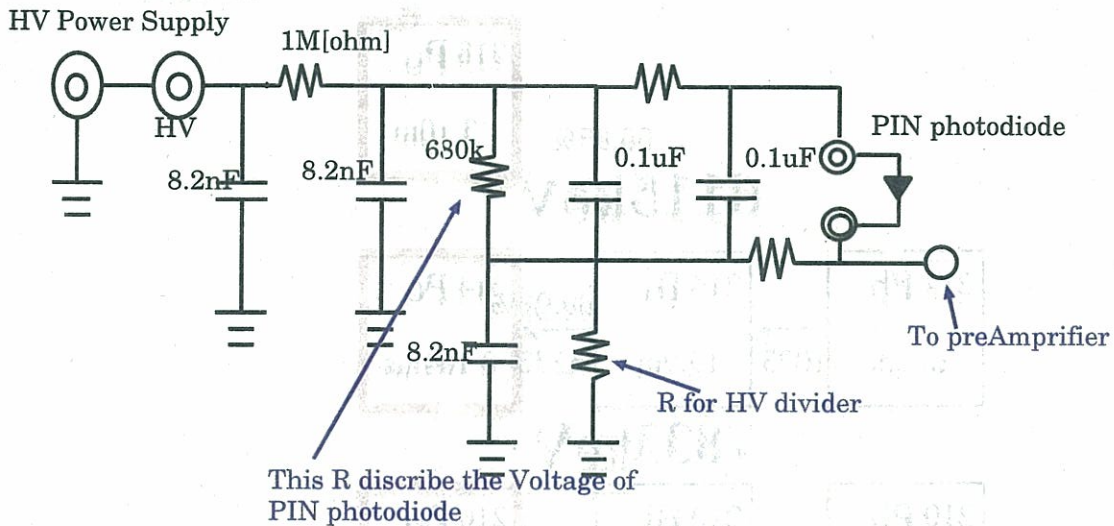 HV Power Supply
1M[ohm]
HV
8.2nF
8.2nF
680k
0.1uF
0.1uF
PIN photodiode
8.2nF
To preAmprifier
R for HV divider
This R discribe the Voltage of
PIN photodiode